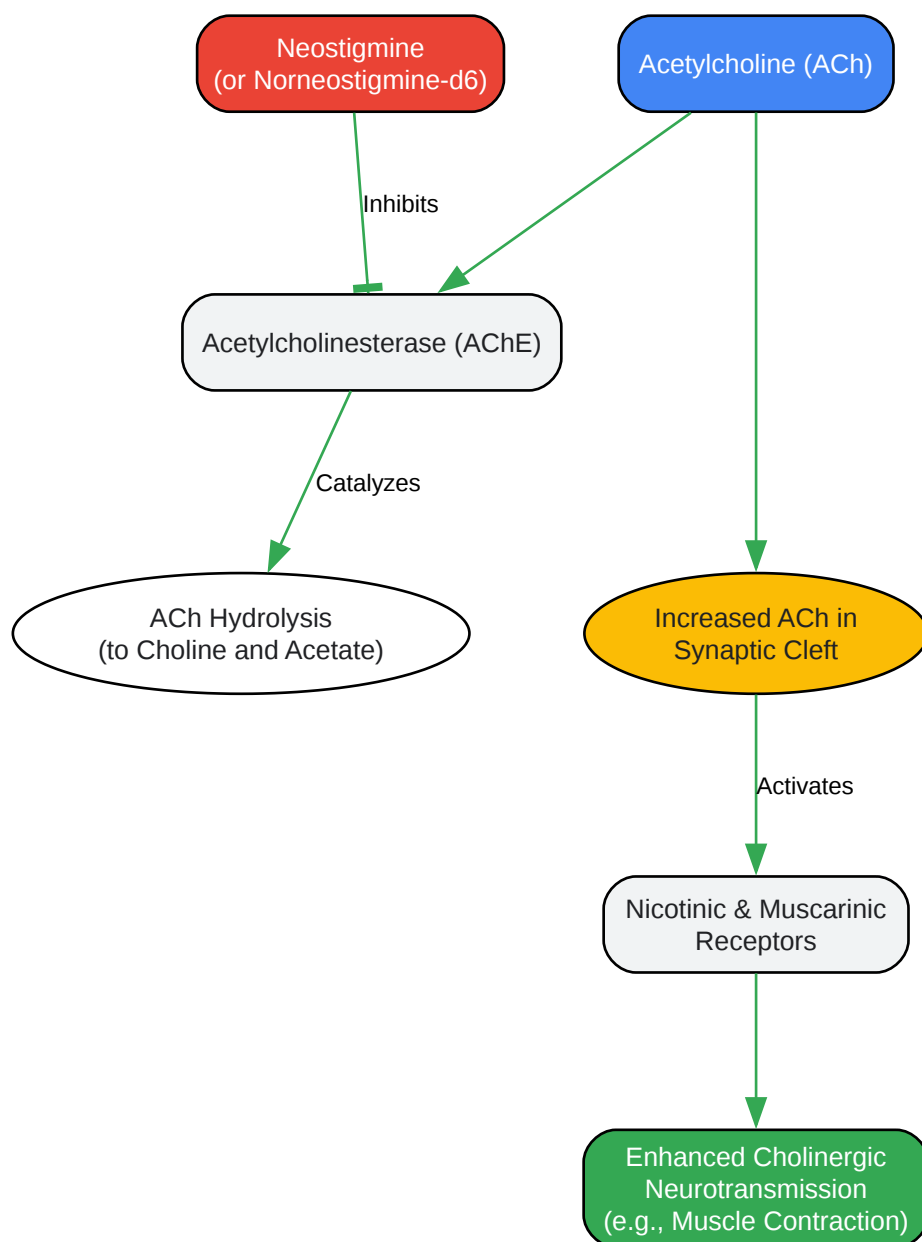 Neostigmine
(or Norneostigmine-d6)
Acetylcholine (ACh)
Inhibits
Acetylcholinesterase (AChE)
Catalyzes
ACh Hydrolysis
(to Choline and Acetate)
Increased ACh in
Synaptic Cleft
Activates
Nicotinic & Muscarinic
Receptors
Enhanced Cholinergic
Neurotransmission
(e.g., Muscle Contraction)